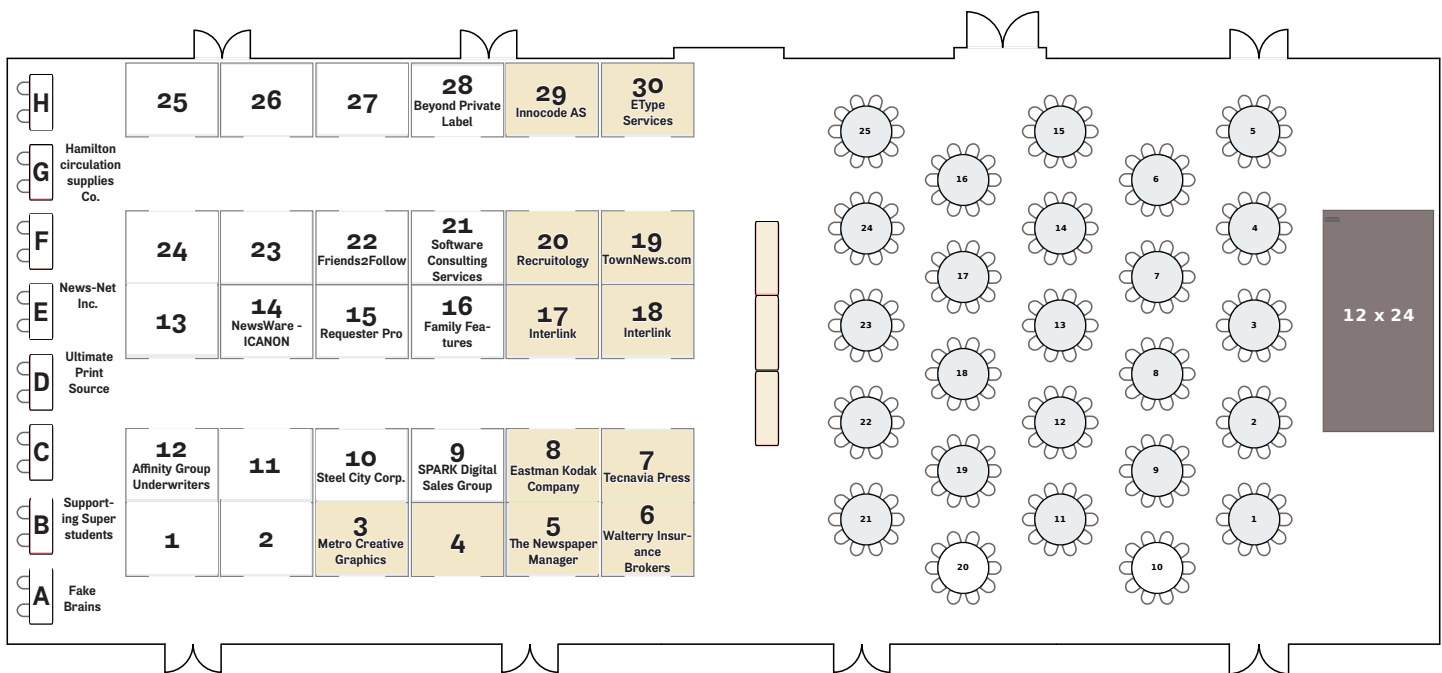 H
Hamilton
circulation
supplies
Co.
G
F
News-Net
Inc.
E
Ultimate
Print
Source
D
C
Support-
ing Super
students
B
Fake
Brains
A
25
26
27
28
Beyond Private
Label
29
Innocode AS
30
EType
Services
24
23
22
Friends2Follow
21
Software
Consulting
Services
20
Recruitology
19
TownNews.com
13
14
NewsWare -
ICANON
15
Requester Pro
16
Family Fea-
tures
17
Interlink
18
Interlink
12
Affinity Group
Underwriters
11
10
Steel City Corp.
9
SPARK Digital
Sales Group
8
Eastman Kodak
Company
7
Tecnavia Press
1
2
3
Metro Creative
Graphics
4
5
The Newspaper
Manager
6
Walterry Insur-
ance
Brokers
25
24
23
22
21
16
17
18
19
20
15
14
13
12
11
6
7
8
9
10
5
4
3
2
1
12 x 24